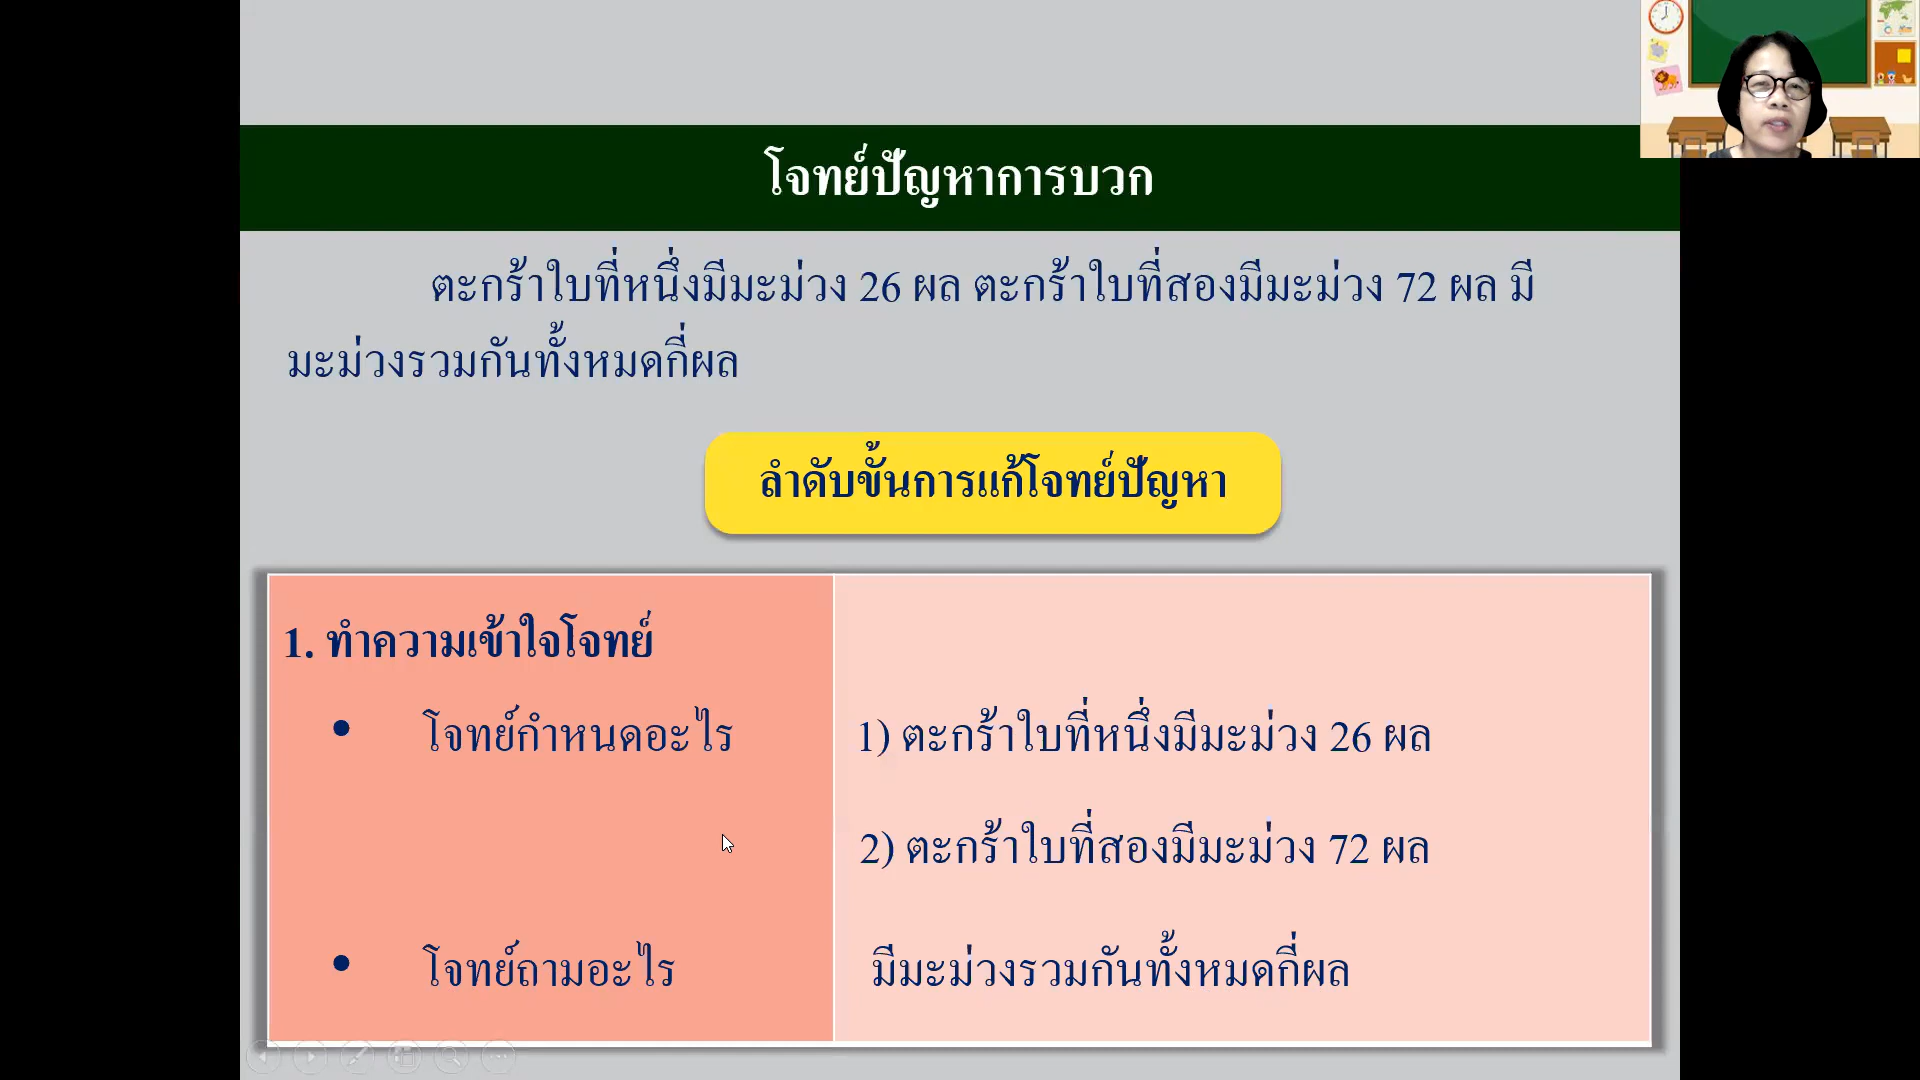 โจทย์ปัญหาการบวก
ตะกร้าใบที่หนึ่งมีมะม่วง 26 ผล ตะกร้าใบที่สองมีมะม่วง 72 ผล มี
มะม่วงรวมกันทั้งหมดกี่ผล
ลำดับขั้นการแก้โจทย์ปัญหา
1. ทำความเข้าใจโจทย์
• โจทย์กำหนดอะไร
1) ตะกร้าใบที่หนึ่งมีมะม่วง 26 ผล
2) ตะกร้าใบที่สองมีมะม่วง 72 ผล
• โจทย์ถามอะไร
มีมะม่วงรวมกันทั้งหมดกี่ผล